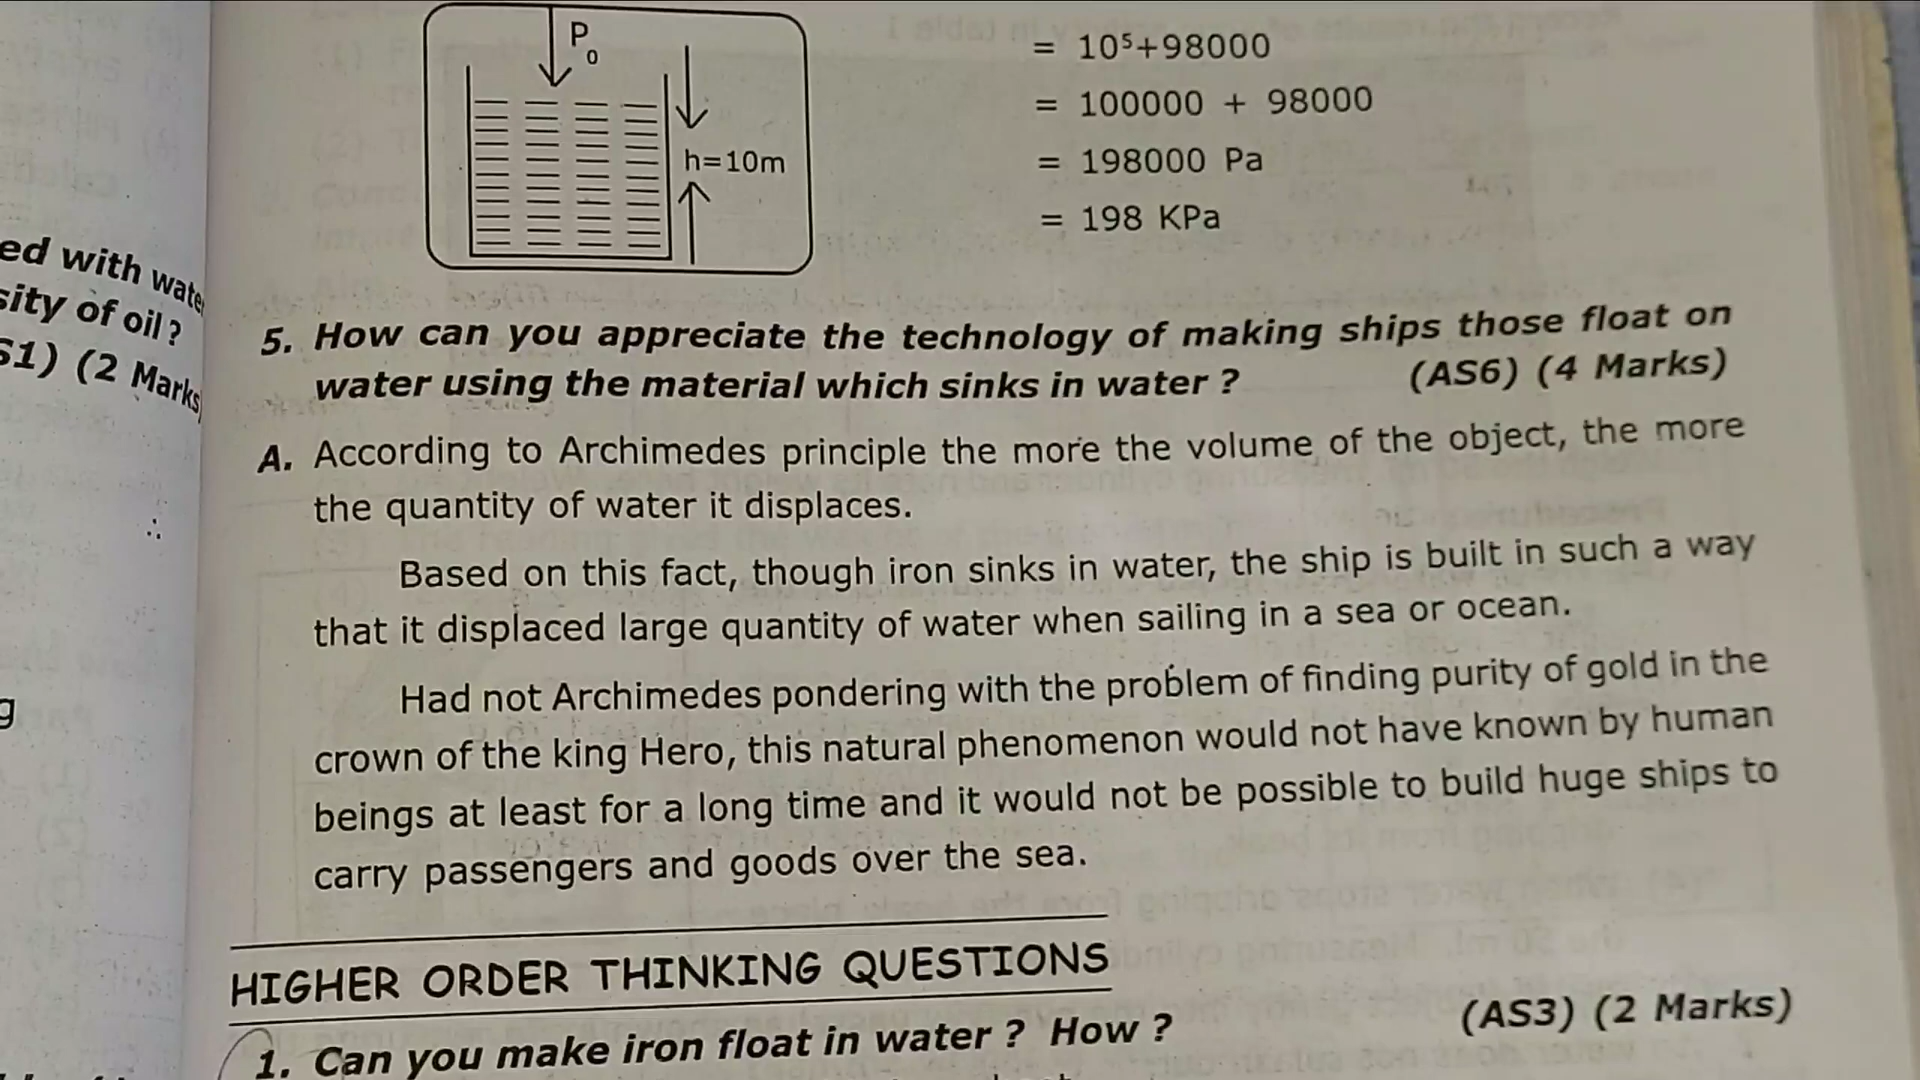 P0
h=10m
= 10⁵+98000
= 100000 + 98000
= 198000 Pa
= 198 KPa
ed with wate
sity of oil ?
S1) (2 Marks)
∴
g
5. How can you appreciate the technology of making ships those float on
water using the material which sinks in water ? (AS6) (4 Marks)
A. According to Archimedes principle the more the volume of the object, the more
the quantity of water it displaces.
Based on this fact, though iron sinks in water, the ship is built in such a way
that it displaced large quantity of water when sailing in a sea or ocean.
Had not Archimedes pondering with the problem of finding purity of gold in the
crown of the king Hero, this natural phenomenon would not have known by human
beings at least for a long time and it would not be possible to build huge ships to
carry passengers and goods over the sea.
HIGHER ORDER THINKING QUESTIONS
1. Can you make iron float in water ? How ? (AS3) (2 Marks)